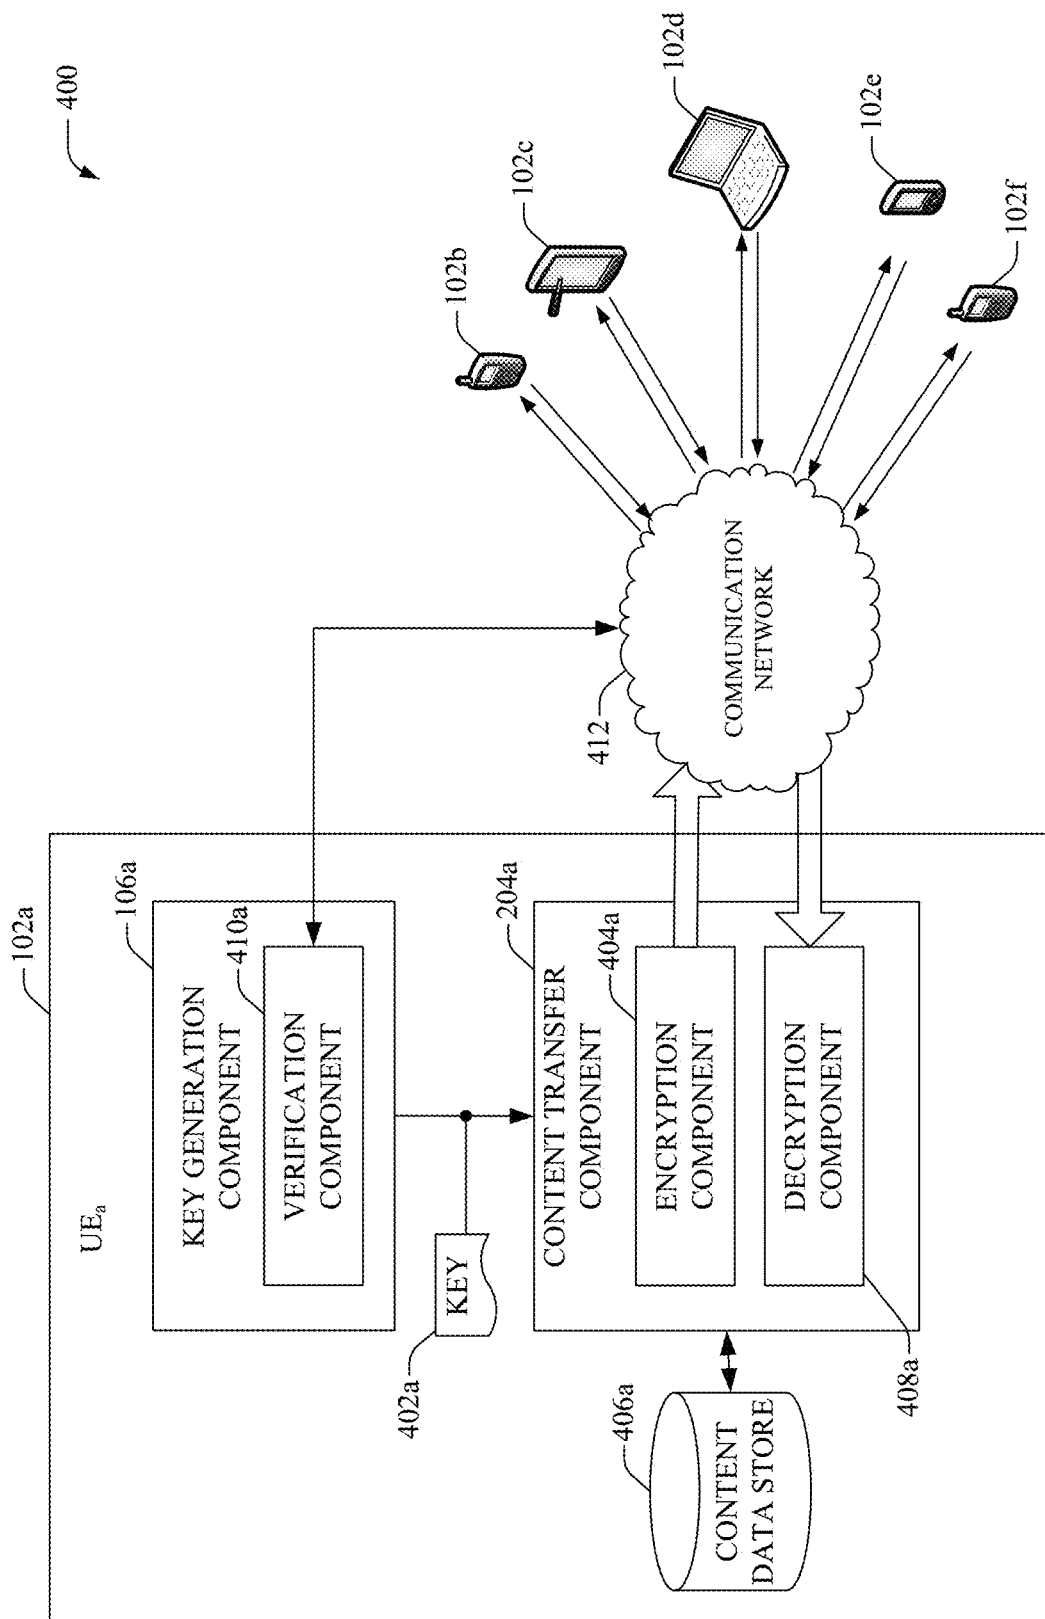 400
102a
UEₐ
106a
KEY GENERATION
COMPONENT
410a
VERIFICATION
COMPONENT
402a
KEY
204a
CONTENT TRANSFER
COMPONENT
404a
ENCRYPTION
COMPONENT
DECRYPTION
COMPONENT
408a
406a
CONTENT
DATA STORE
412
COMMUNICATION
NETWORK
102b
102c
102d
102e
102f